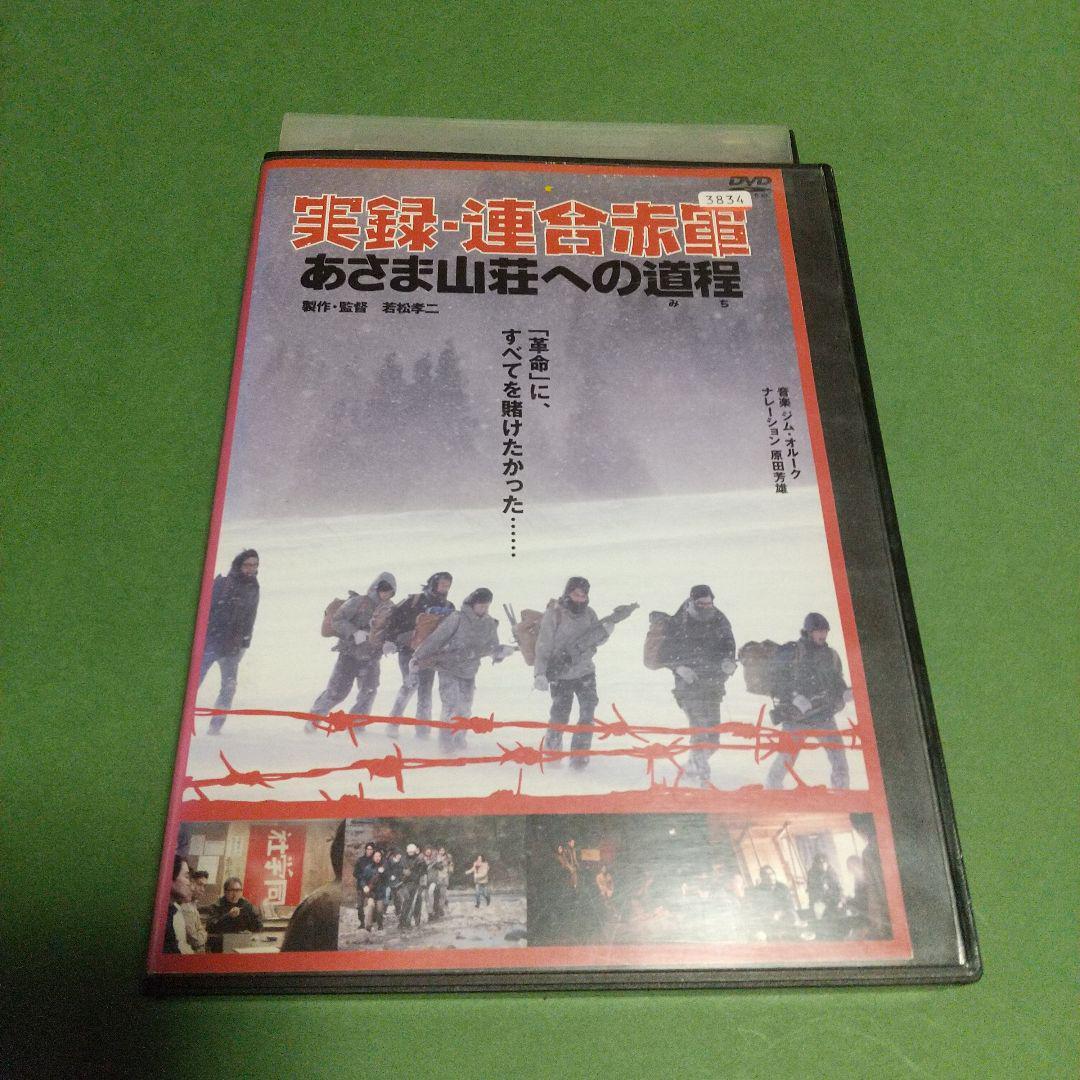 DVD
3834
実録・連合赤軍
あさま山荘への道程
みち
製作・監督 若松孝二
「革命」に、
すべてを賭けたかった……
音楽 ジム・オルーク
ナレーション 原田芳雄
社学同